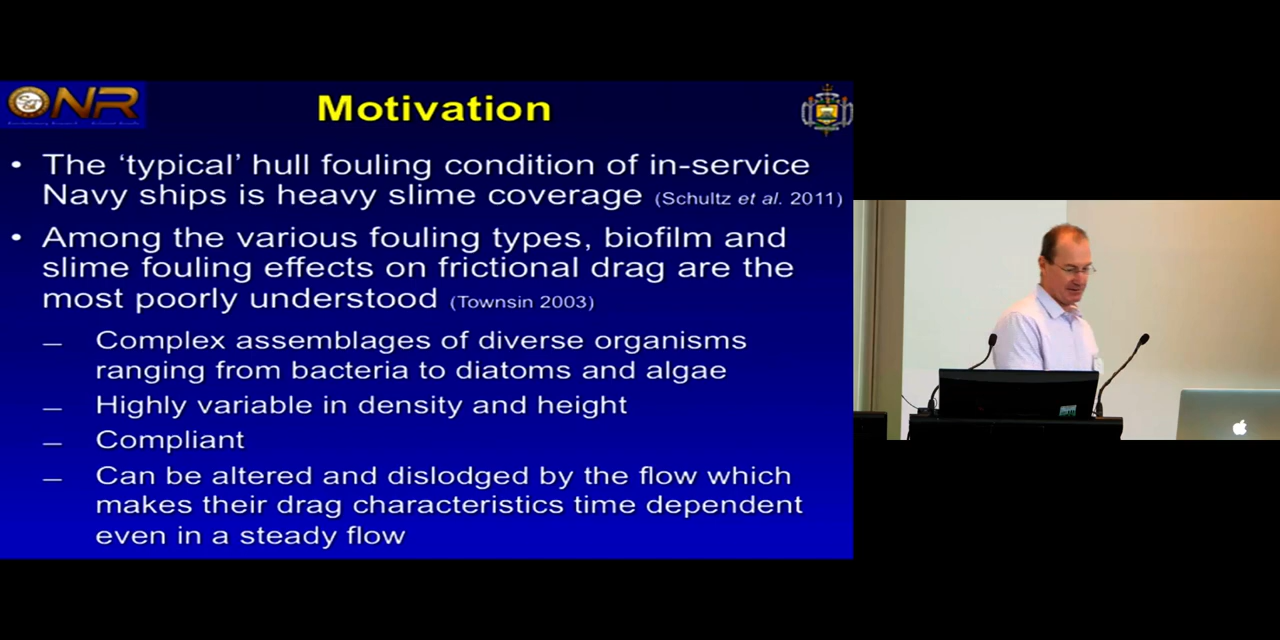 ONR
Motivation
• The ‘typical’ hull fouling condition of in-service
Navy ships is heavy slime coverage (Schultz et al. 2011)
• Among the various fouling types, biofilm and
slime fouling effects on frictional drag are the
most poorly understood (Townsin 2003)
– Complex assemblages of diverse organisms
ranging from bacteria to diatoms and algae
– Highly variable in density and height
– Compliant
– Can be altered and dislodged by the flow which
makes their drag characteristics time dependent
even in a steady flow